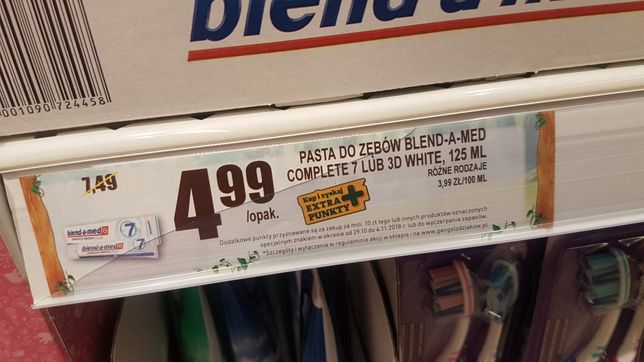 blend-a-m
001090 724458
PASTA DO ZĘBÓW BLEND-A-MED
COMPLETE 7 LUB 3D WHITE, 125 ML
RÓŻNE RODZAJE
3,99 ZŁ/100 ML
7,49
4,99
/opak.
Kup i zyskaj
EXTRA
PUNKTY
blend-a-med
7
Dodatkowe punkty przyznawane są za zakup za min. 10 zł tego lub innych produktów oznaczonych
specjalnym znakiem w okresie od 29.10 do 4.11.2018 r. lub do wyczerpania zapasów.
*Szczegóły i wyłączenia w regulaminie akcji w sklepie i na www.gangslodziakow.pl